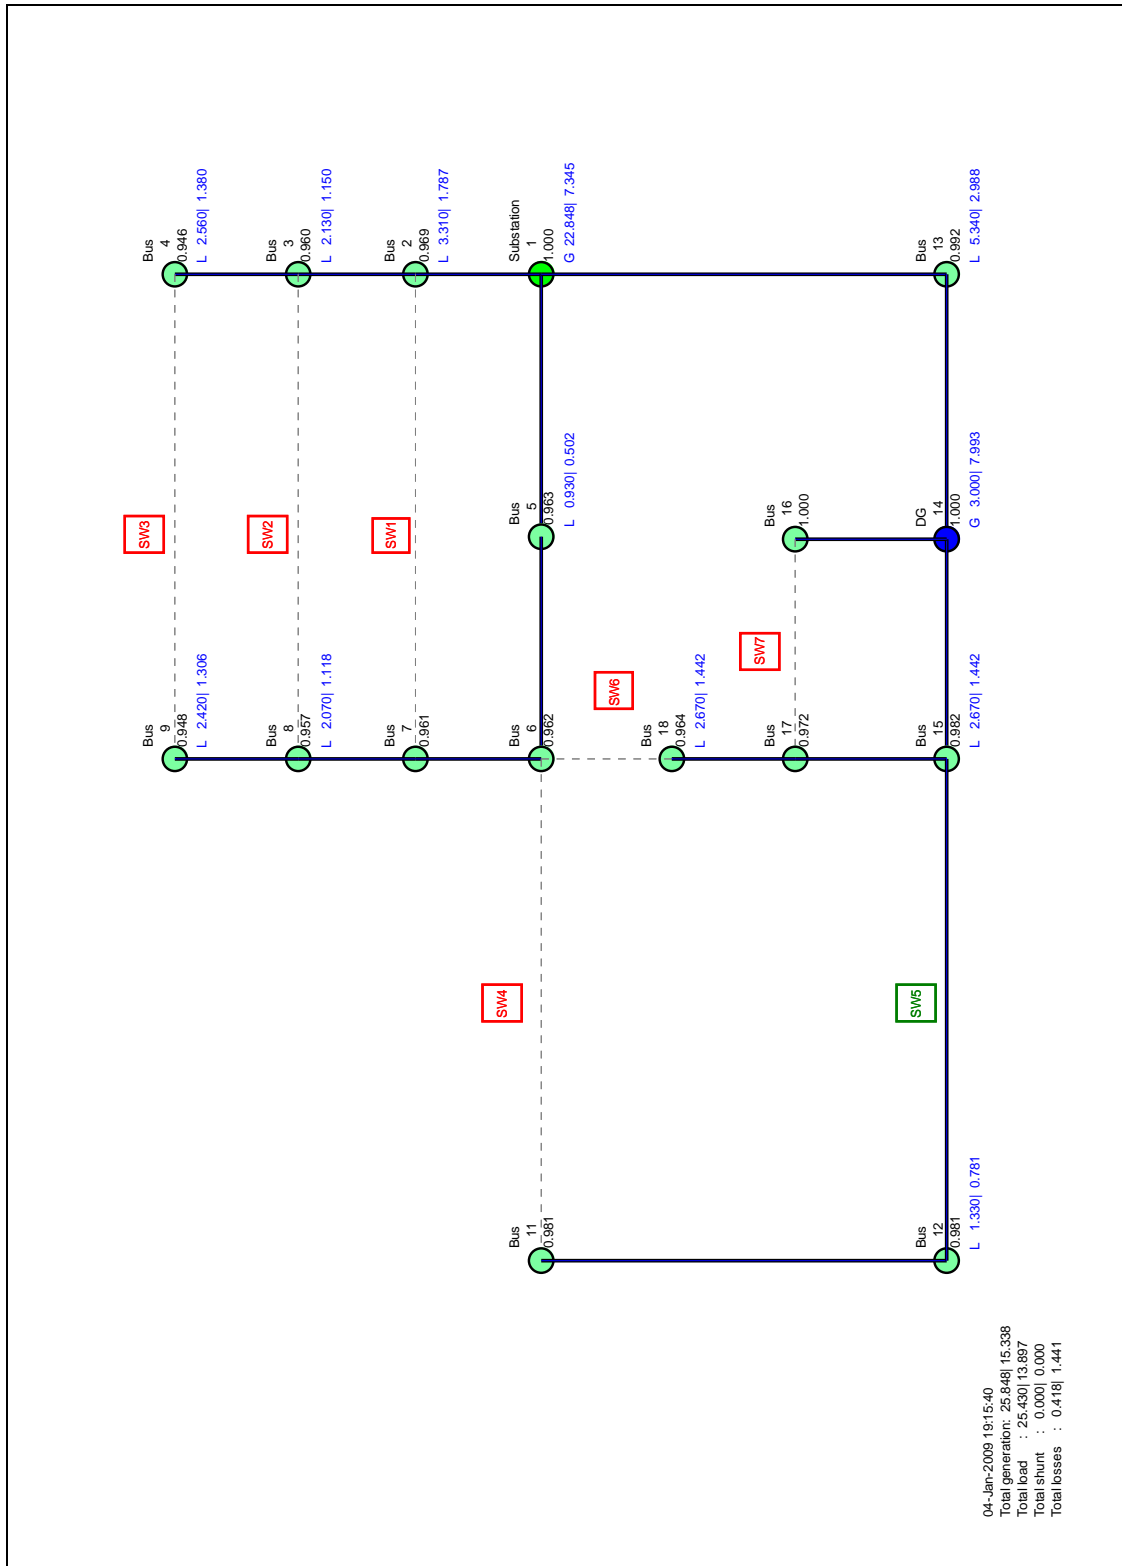 Bus
4
0.946
L 2.560| 1.380
Bus
3
0.960
L 2.130| 1.150
Bus
2
0.969
L 3.310| 1.787
Substation
1
1.000
G 22.848| 7.345
Bus
13
0.992
L 5.340| 2.988
SW3
SW2
SW1
Bus
5
0.963
L 0.930| 0.502
Bus
16
1.000
DG
14
1.000
G 3.000| 7.993
Bus
9
0.948
L 2.420| 1.306
Bus
8
0.957
L 2.070| 1.118
Bus
7
0.961
Bus
6
0.962
SW6
Bus
18
0.964
L 2.670| 1.442
SW7
Bus
17
0.972
Bus
15
0.982
L 2.670| 1.442
SW4
SW5
Bus
11
0.981
Bus
12
0.981
L 1.330| 0.781
04-Jan-2009 19:15:40
Total generation: 25.848| 15.338
Total load : 25.430| 13.897
Total shunt : 0.000| 0.000
Total losses : 0.418| 1.441